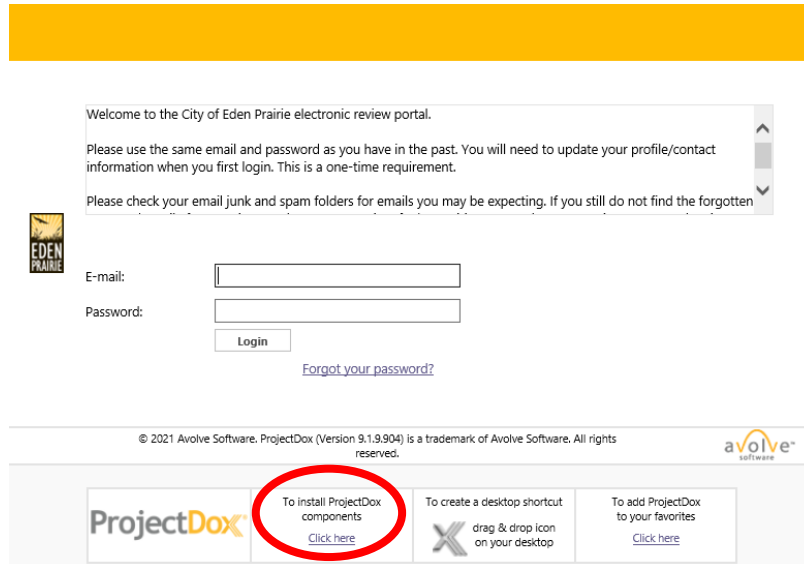 Welcome to the City of Eden Prairie electronic review portal.
Please use the same email and password as you have in the past. You will need to update your profile/contact
information when you first login. This is a one-time requirement.
Please check your email junk and spam folders for emails you may be expecting. If you still do not find the forgotten
EDEN
PRAIRIE
E-mail:
Password:
Login
Forgot your password?
© 2021 Avolve Software. ProjectDox (Version 9.1.9.904) is a trademark of Avolve Software. All rights
reserved.
avolve™
software
ProjectDox
To install ProjectDox
components
Click here
To create a desktop shortcut
drag & drop icon
on your desktop
To add ProjectDox
to your favorites
Click here